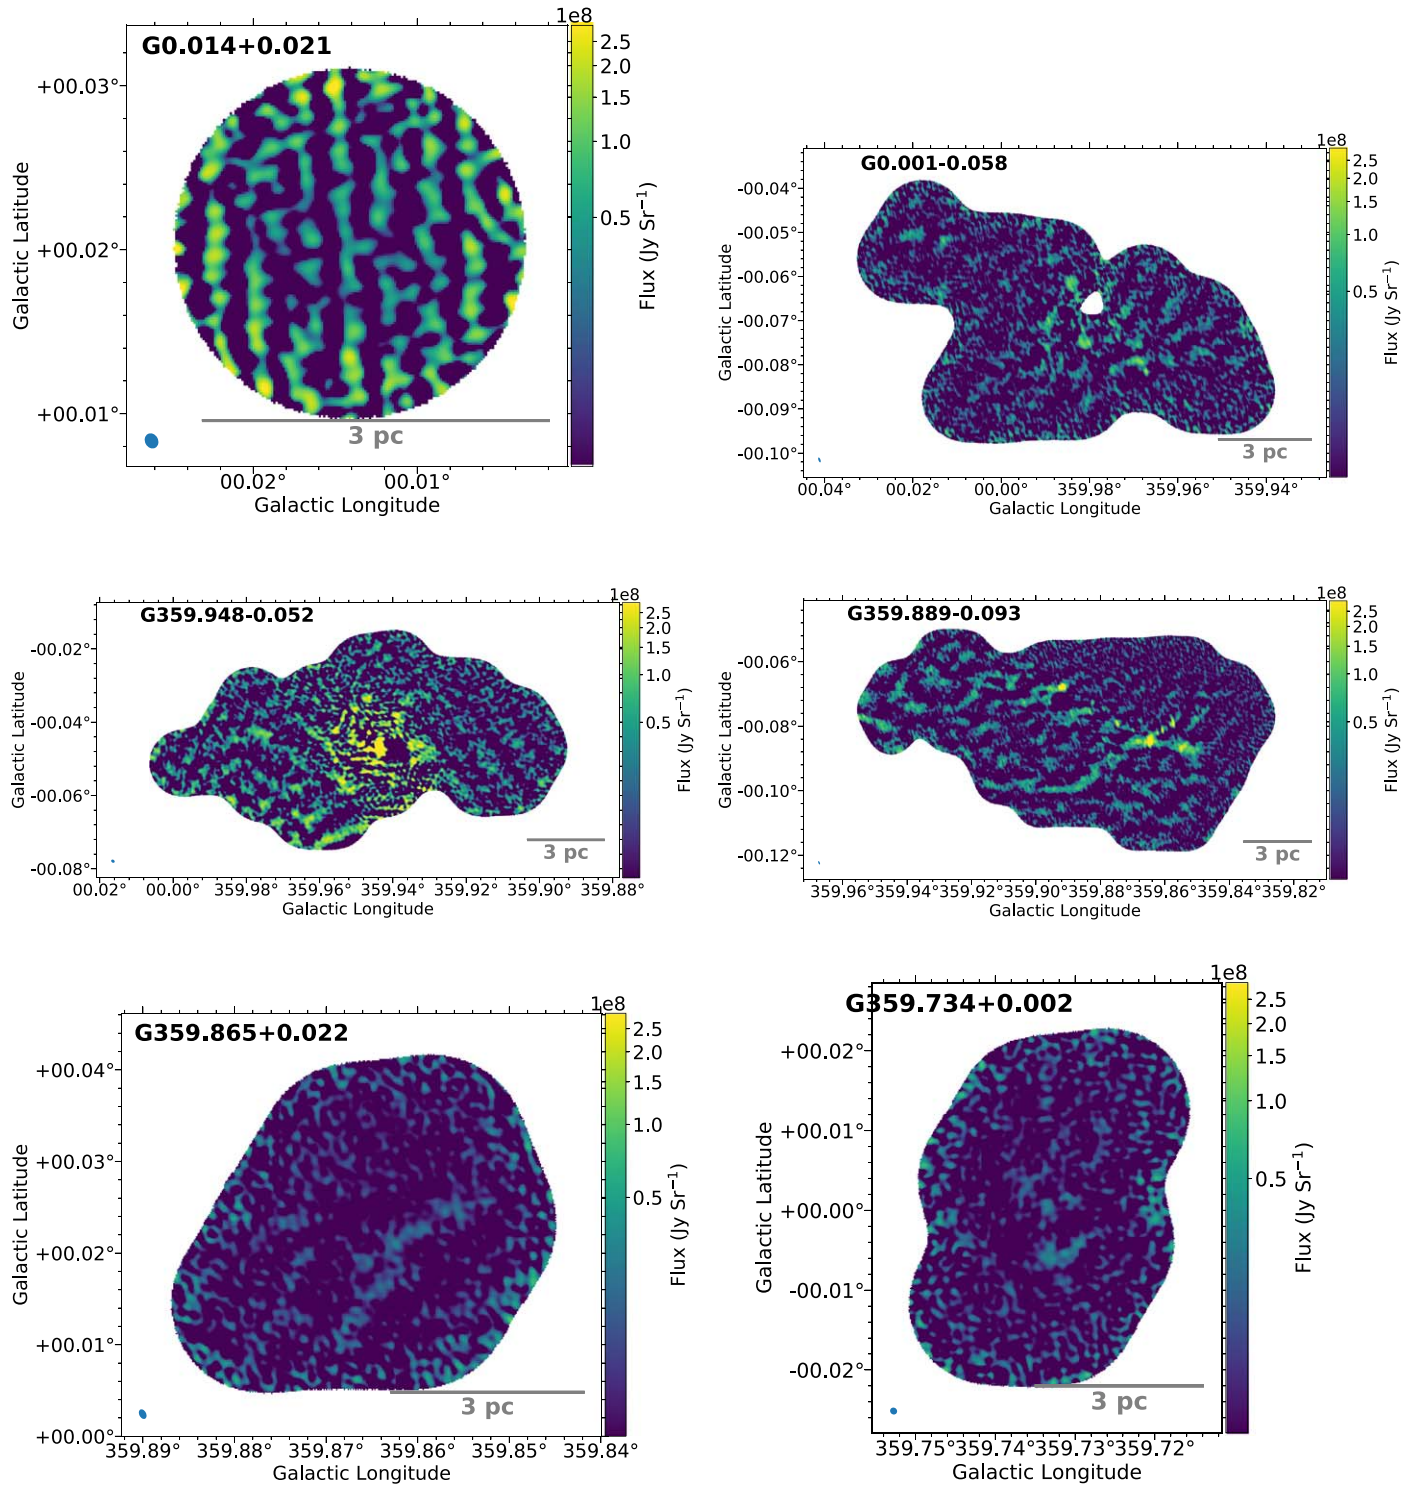 G0.014+0.021
1e8
2.5
2.0
1.5
1.0
0.5
Flux (Jy Sr−1)
+00.03°
+00.02°
+00.01°
Galactic Latitude
3 pc
00.02° 00.01°
Galactic Longitude
G0.001-0.058
1e8
2.5
2.0
1.5
1.0
0.5
Flux (Jy Sr−1)
-00.04°
-00.05°
-00.06°
-00.07°
-00.08°
-00.09°
-00.10°
Galactic Latitude
3 pc
00.04° 00.02° 00.00° 359.98° 359.96° 359.94°
Galactic Longitude
G359.948-0.052
1e8
2.5
2.0
1.5
1.0
0.5
Flux (Jy Sr−1)
-00.02°
-00.04°
-00.06°
-00.08°
Galactic Latitude
3 pc
00.02° 00.00° 359.98° 359.96° 359.94° 359.92° 359.90° 359.88°
Galactic Longitude
G359.889-0.093
1e8
2.5
2.0
1.5
1.0
0.5
Flux (Jy Sr−1)
-00.06°
-00.08°
-00.10°
-00.12°
Galactic Latitude
3 pc
359.96° 359.94° 359.92° 359.90° 359.88° 359.86° 359.84° 359.82°
Galactic Longitude
G359.865+0.022
1e8
2.5
2.0
1.5
1.0
0.5
Flux (Jy Sr−1)
+00.04°
+00.03°
+00.02°
+00.01°
+00.00°
Galactic Latitude
3 pc
359.89° 359.88° 359.87° 359.86° 359.85° 359.84°
Galactic Longitude
G359.734+0.002
1e8
2.5
2.0
1.5
1.0
0.5
Flux (Jy Sr−1)
+00.02°
+00.01°
+00.00°
-00.01°
-00.02°
Galactic Latitude
3 pc
359.75° 359.74° 359.73° 359.72°
Galactic Longitude